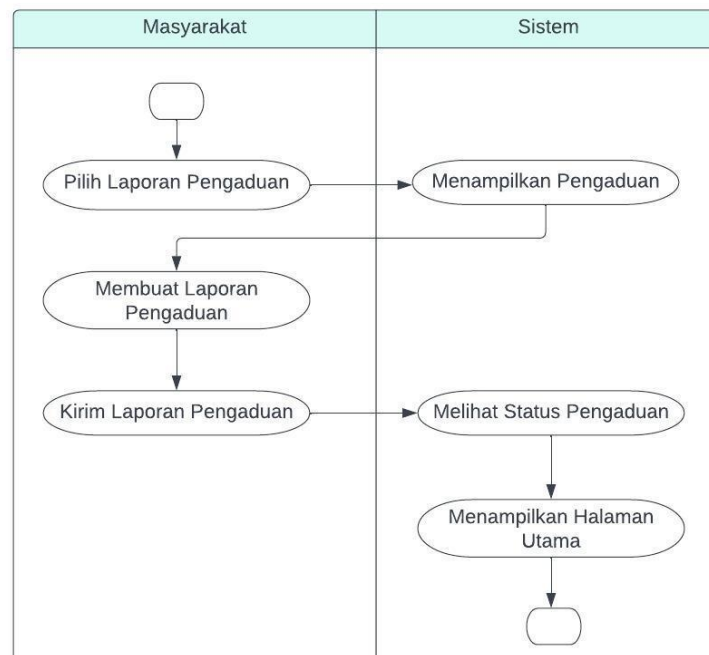 Masyarakat
Sistem
Pilih Laporan Pengaduan
Menampilkan Pengaduan
Membuat Laporan
Pengaduan
Kirim Laporan Pengaduan
Melihat Status Pengaduan
Menampilkan Halaman
Utama